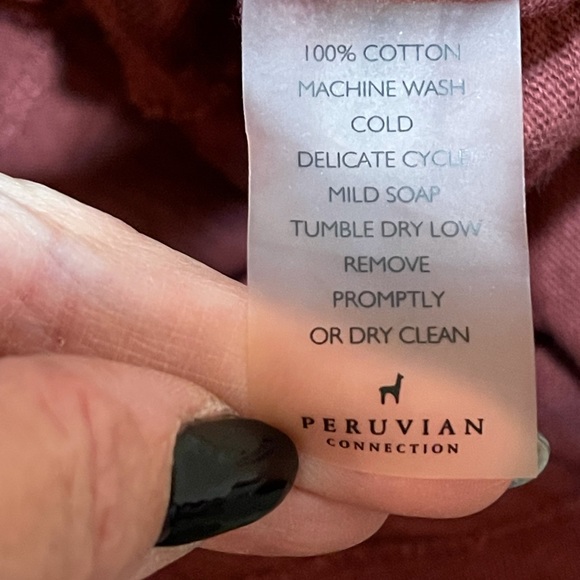 100% COTTON
MACHINE WASH
COLD
DELICATE CYCLE
MILD SOAP
TUMBLE DRY LOW
REMOVE
PROMPTLY
OR DRY CLEAN
PERUVIAN
CONNECTION